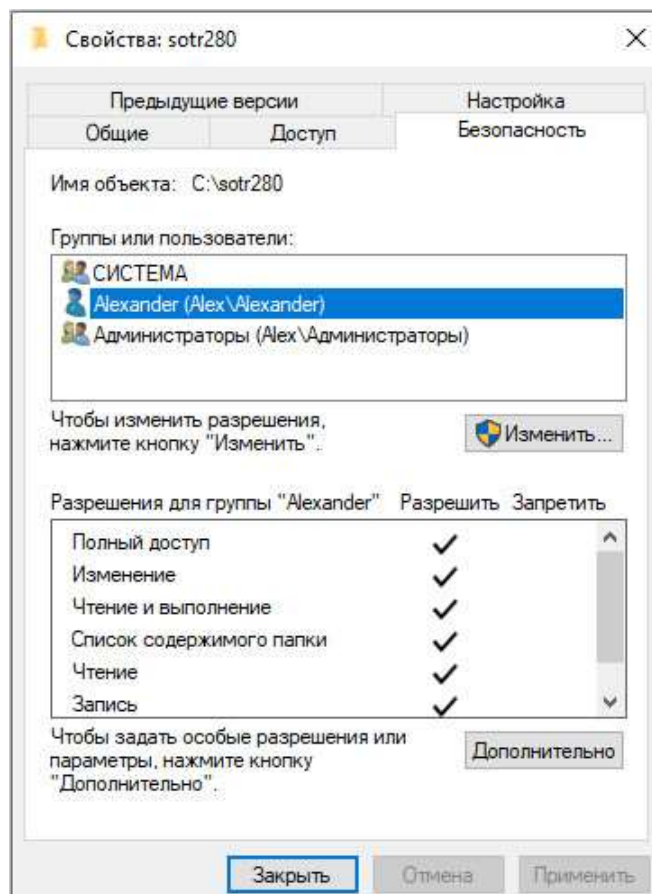 Свойства: sotr280
Предыдущие версии Настройка
Общие Доступ Безопасность
Имя объекта: C:\sotr280
Группы или пользователи:
СИСТЕМА
Alexander (Alex\Alexander)
Администраторы (Alex\Администраторы)
Чтобы изменить разрешения,
нажмите кнопку "Изменить".
Изменить...
Разрешения для группы "Alexander" Разрешить Запретить
Полный доступ
Изменение
Чтение и выполнение
Список содержимого папки
Чтение
Запись
Чтобы задать особые разрешения или
параметры, нажмите кнопку
"Дополнительно".
Дополнительно
Закрыть Отмена Применить